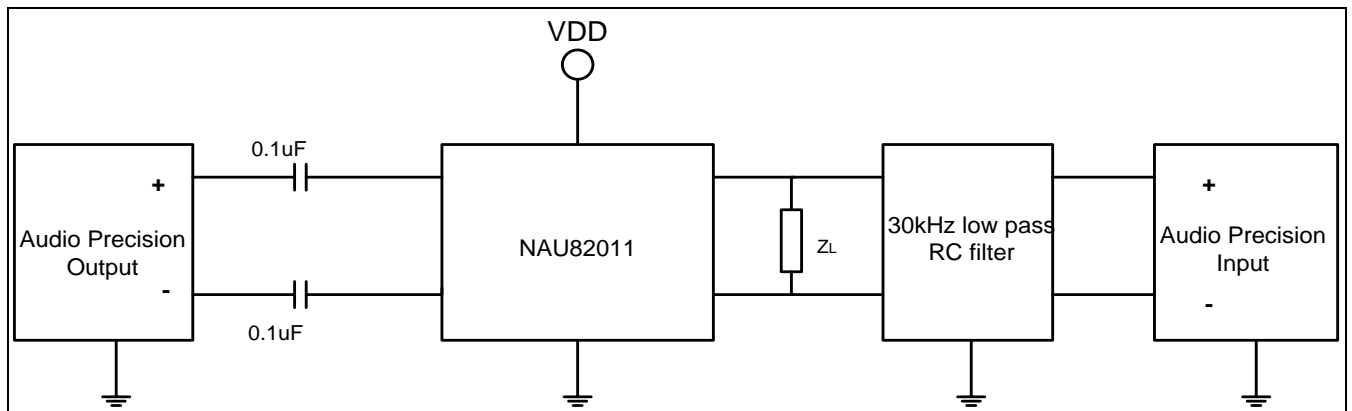 VDD
0.1uF
+
-
Audio Precision
Output
0.1uF
NAU82011
ZL
30kHz low pass
RC filter
+
-
Audio Precision
Input